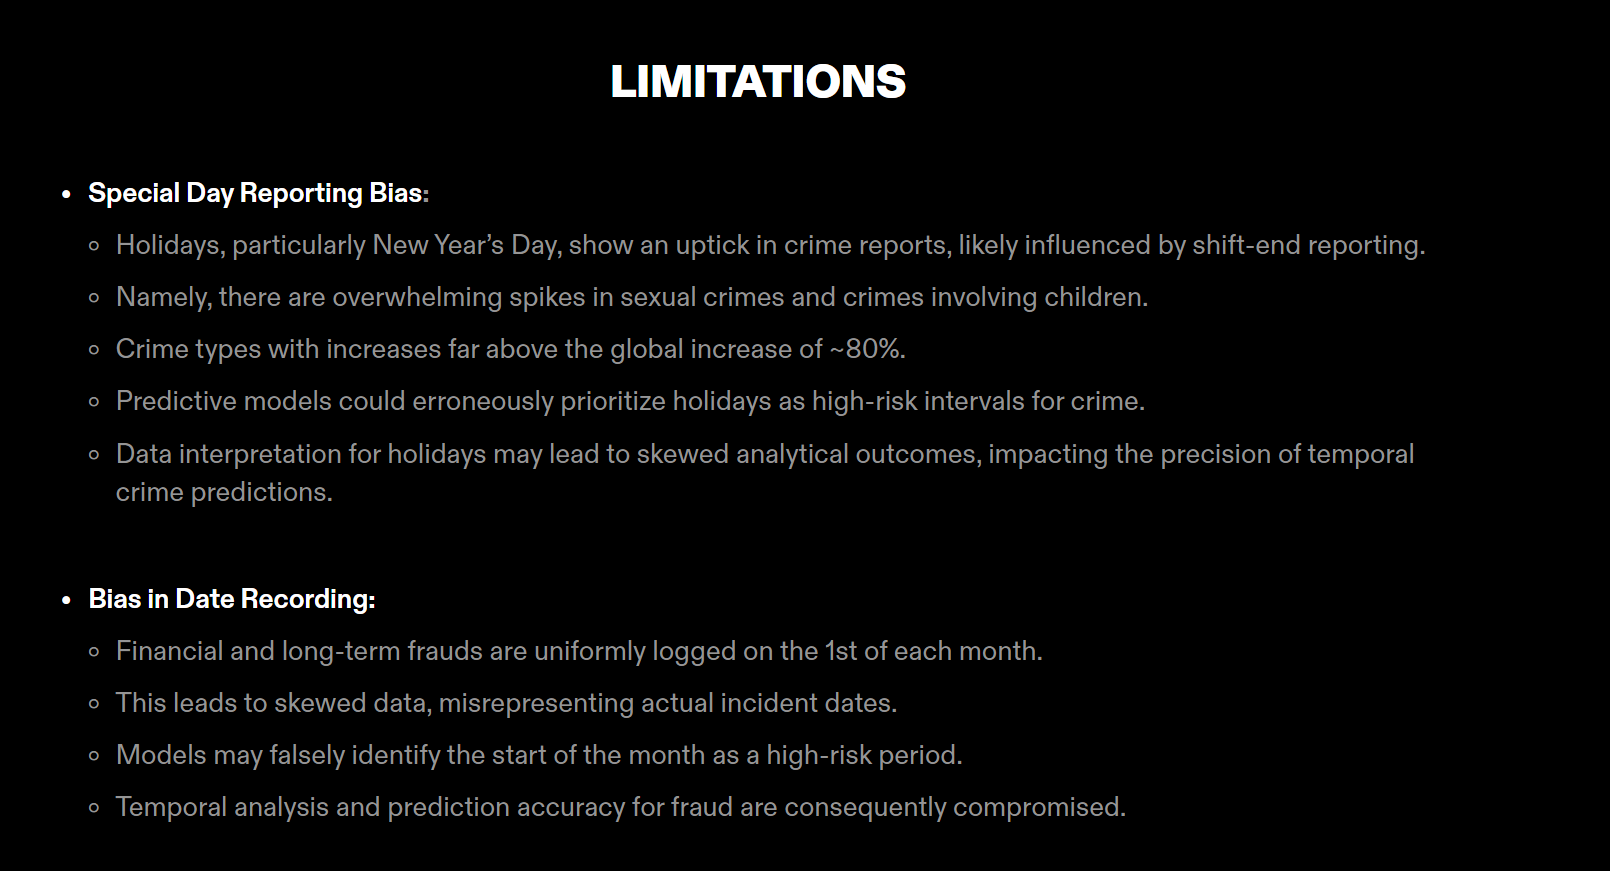 LIMITATIONS
• Special Day Reporting Bias:
◦ Holidays, particularly New Year’s Day, show an uptick in crime reports, likely influenced by shift-end reporting.
◦ Namely, there are overwhelming spikes in sexual crimes and crimes involving children.
◦ Crime types with increases far above the global increase of ~80%.
◦ Predictive models could erroneously prioritize holidays as high-risk intervals for crime.
◦ Data interpretation for holidays may lead to skewed analytical outcomes, impacting the precision of temporal
crime predictions.
• Bias in Date Recording:
◦ Financial and long-term frauds are uniformly logged on the 1st of each month.
◦ This leads to skewed data, misrepresenting actual incident dates.
◦ Models may falsely identify the start of the month as a high-risk period.
◦ Temporal analysis and prediction accuracy for fraud are consequently compromised.